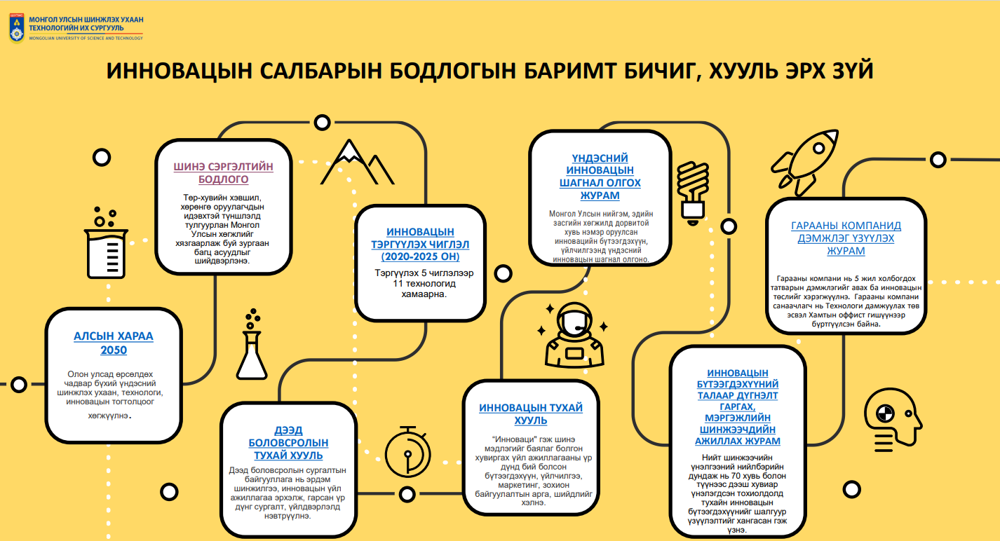 ШУТИС
МОНГОЛ УЛСЫН ШИНЖЛЭХ УХААН
ТЕХНОЛОГИЙН ИХ СУРГУУЛЬ
MONGOLIAN UNIVERSITY OF SCIENCE AND TECHNOLOGY
ИННОВАЦЫН САЛБАРЫН БОДЛОГЫН БАРИМТ БИЧИГ, ХУУЛЬ ЭРХ ЗҮЙ
АЛСЫН ХАРАА
2050
Олон улсад өрсөлдөх
чадвар бүхий үндэсний
шинжлэх ухаан, технологи,
инновацын тогтолцоог
хөгжүүлнэ.
ШИНЭ СЭРГЭЛТИЙН
БОДЛОГО
Төр-хувийн хэвшил,
хөрөнгө оруулагчдын
идэвхтэй түншлэлд
тулгуурлан Монгол
Улсын хөгжлийг
хязгаарлаж буй зургаан
багц асуудлыг
шийдвэрлэнэ.
ИННОВАЦЫН
ТЭРГҮҮЛЭХ ЧИГЛЭЛ
(2020-2025 ОН)
Тэргүүлэх 5 чиглэлээр
11 технологид
хамаарна.
ДЭЭД
БОЛОВСРОЛЫН
ТУХАЙ ХУУЛЬ
Дээд боловсролын сургалтын
байгууллага нь эрдэм
шинжилгээ, инновацын үйл
ажиллагаа эрхэлж, гарсан үр
дүнг сургалт, үйлдвэрлэлд
нэвтрүүлнэ.
ИННОВАЦЫН ТУХАЙ
ХУУЛЬ
“Инноваци" гэж шинэ
мэдлэгийг баялаг болгон
хувиргах үйл ажиллагааны үр
дүнд бий болсон
бүтээгдэхүүн, үйлчилгээ,
маркетинг, зохион
байгуулалтын арга, шийдлийг
хэлнэ.
ҮНДЭСНИЙ
ИННОВАЦЫН
ШАГНАЛ ОЛГОХ
ЖУРАМ
Монгол Улсын нийгэм, эдийн
засгийн хөгжилд дорвитой
хувь нэмэр оруулсан
инновацийн бүтээгдэхүүн,
үйлчилгээнд үндэсний
инновацын шагнал олгоно.
ИННОВАЦЫН
БҮТЭЭГДЭХҮҮНИЙ
ТАЛААР ДҮГНЭЛТ
ГАРГАХ,
МЭРГЭЖЛИЙН
ШИНЖЭЭЧДИЙН
АЖИЛЛАХ ЖУРАМ
Нийт шинжээчийн
үнэлгээний нийлбэрийн
дундаж нь 70 хувь болон
түүнээс дээш хувиар
үнэлэгдсэн тохиолдолд
тухайн инновацын
бүтээгдэхүүнийг шалгуур
үзүүлэлтийг хангасан гэж
үзнэ.
ГАРААНЫ КОМПАНИД
ДЭМЖЛЭГ ҮЗҮҮЛЭХ
ЖУРАМ
Гарааны компани нь 5 жил холбогдох
татварын дэмжлэгийг авах ба инновацын
төслийг хэрэгжүүлнэ. Гарааны компани
санаачлагч нь Технологи дамжуулах төв
эсвэл Хамтын оффист гишүүнээр
бүртгүүлсэн байна.